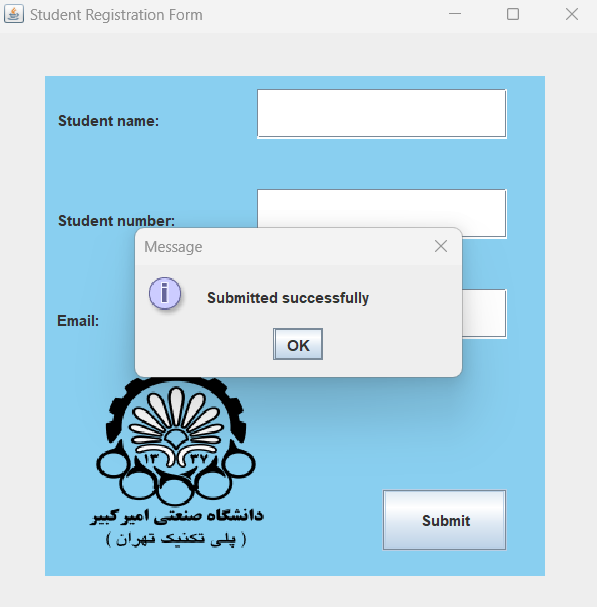 Student Registration Form
Student name:
Student number:
Message
i
Submitted successfully
Email:
OK
۱۳ ۳۷
دانشگاه صنعتی امیرکبیر
( پلی تکنیک تهران )
Submit